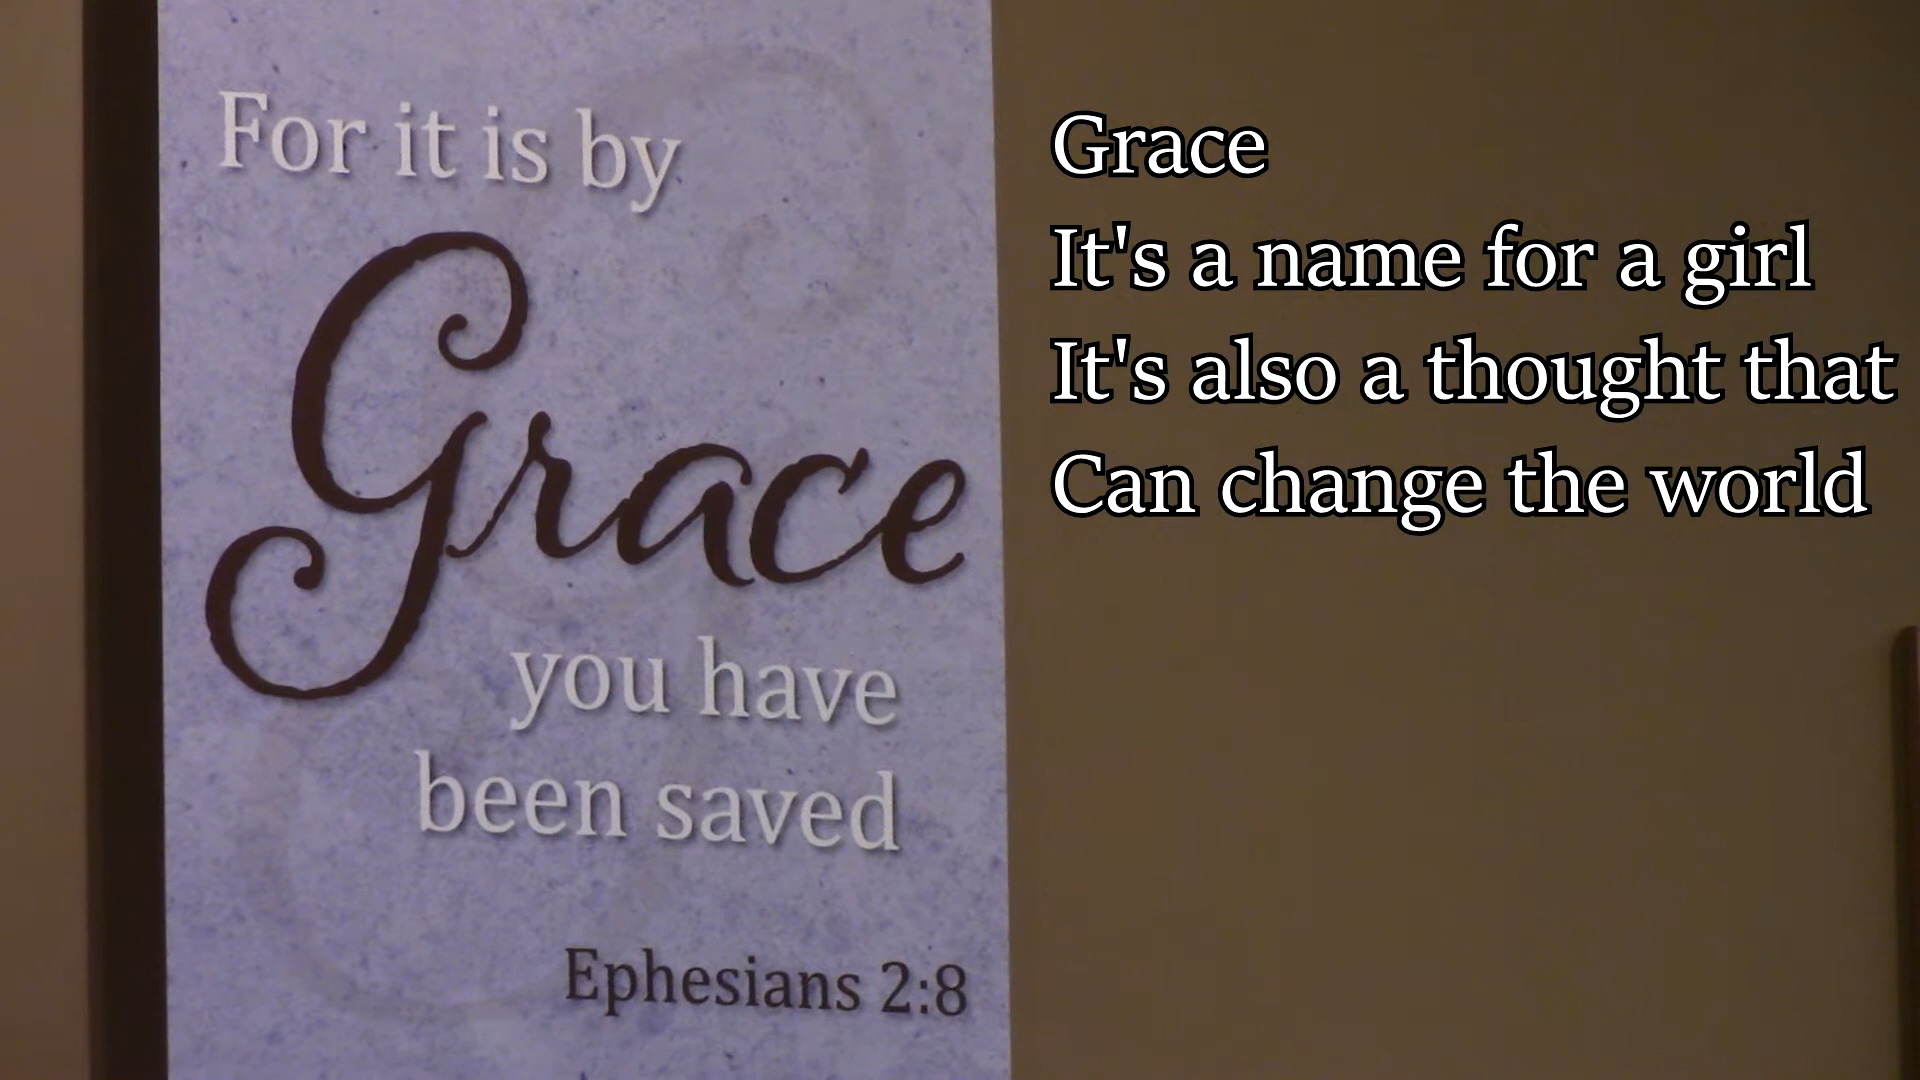 For it is by
Grace
you have
been saved
Ephesians 2:8
Grace
It's a name for a girl
It's also a thought that
Can change the world